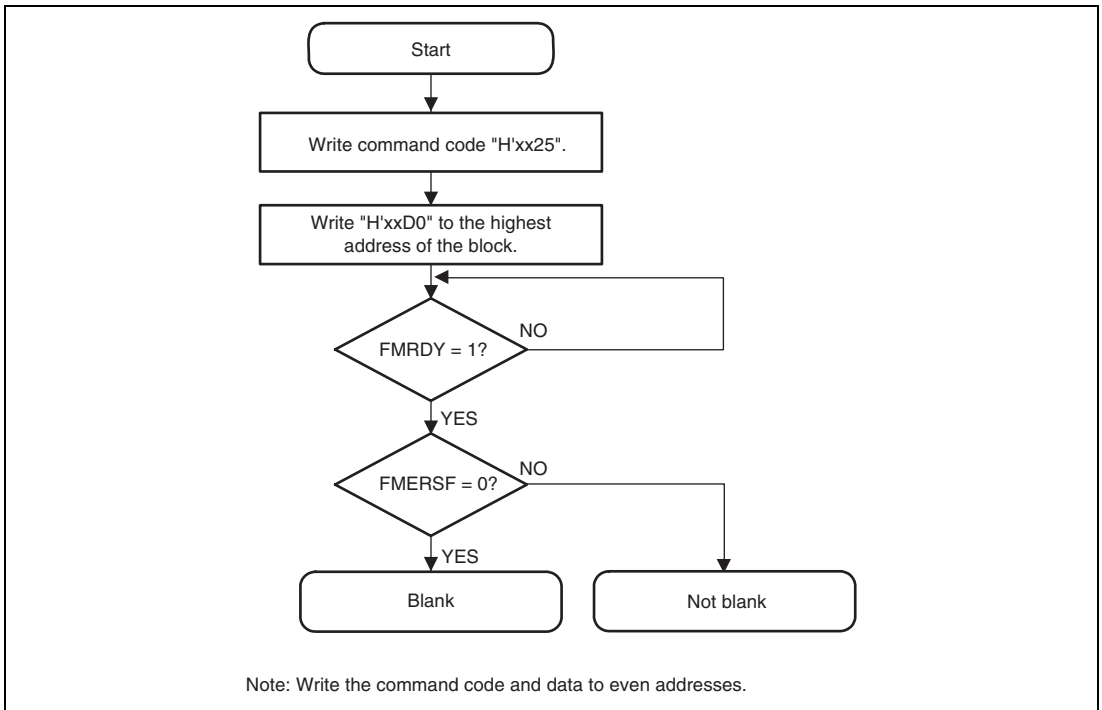 Start
Write command code "H'xx25".
Write "H'xxD0" to the highest
address of the block.
NO
FMRDY = 1?
YES
NO
FMERSF = 0?
YES
Blank
Not blank
Note: Write the command code and data to even addresses.